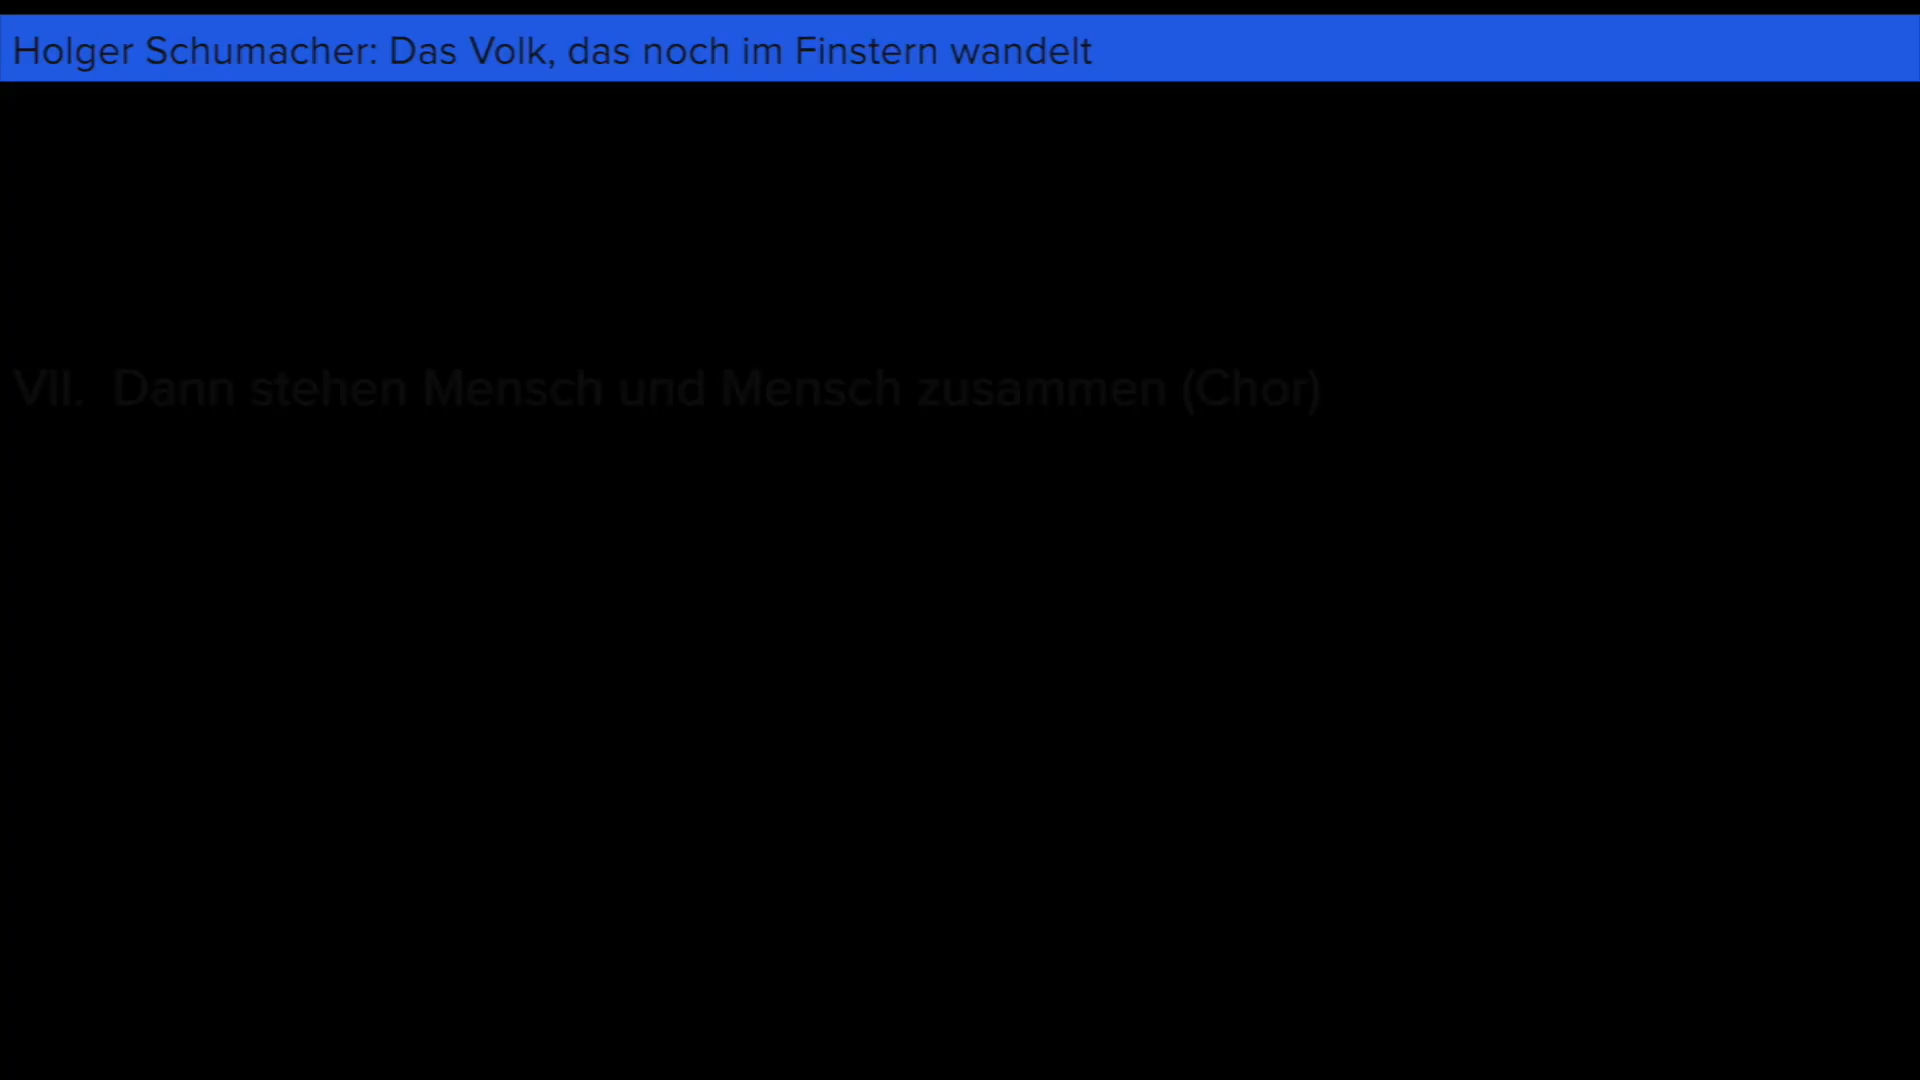 Holger Schumacher: Das Volk, das noch im Finstern wandelt
VII. Dann stehen Mensch und Mensch zusammen (Chor)